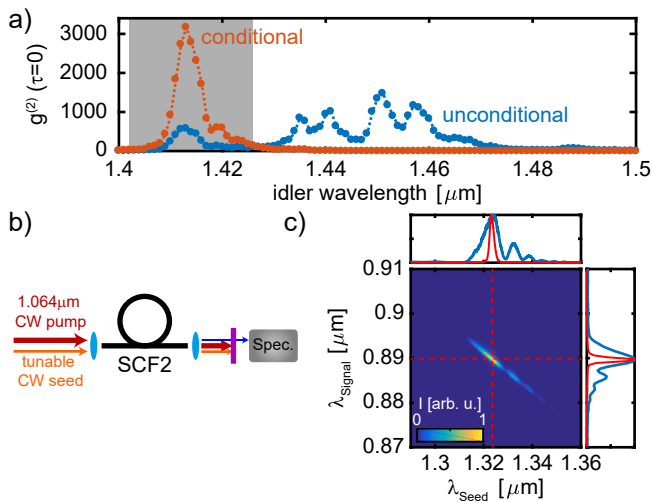 a)
3000
2000
1000
0
g(2) (τ=0)
conditional
unconditional
1.4
1.42
1.44
1.46
1.48
1.5
idler wavelength [μm]
b)
1.064μm
CW pump
tunable
CW seed
SCF2
Spec.
c)
0.91
0.9
0.89
0.88
0.87
λSignal [μm]
I [arb. u.]
0
1
1.3
1.32
1.34
1.36
λSeed [μm]